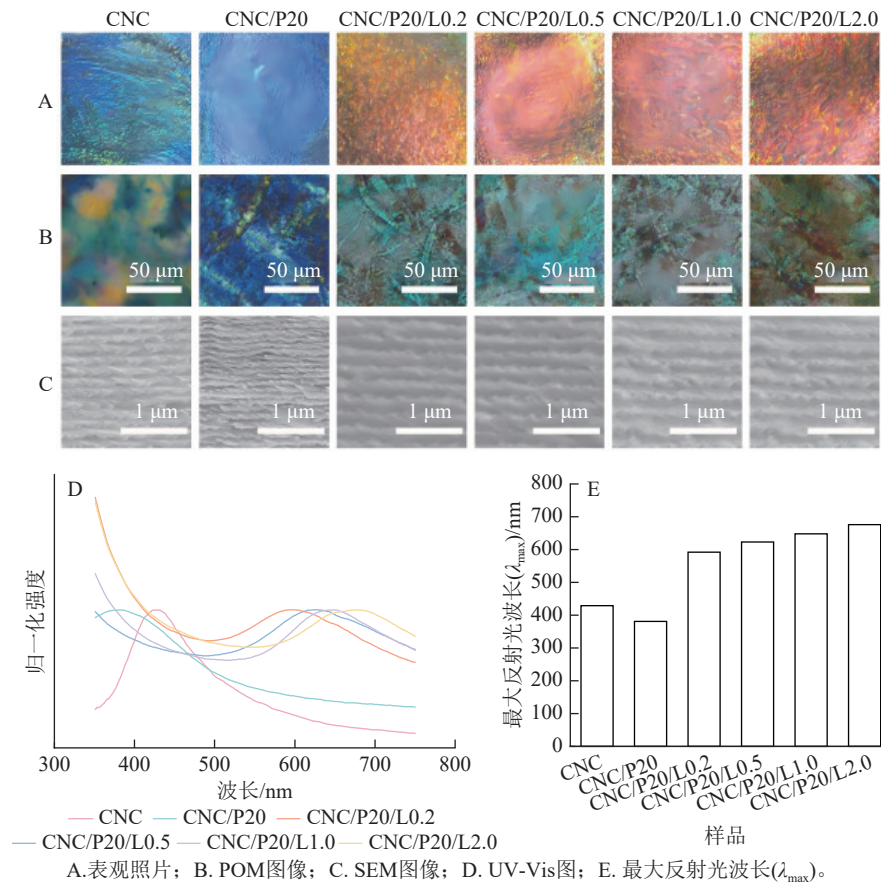 CNC CNC/P20 CNC/P20/L0.2 CNC/P20/L0.5 CNC/P20/L1.0 CNC/P20/L2.0
A
B
50 μm 50 μm 50 μm 50 μm 50 μm 50 μm
C
1 μm 1 μm 1 μm 1 μm 1 μm 1 μm
D
归一化强度
300 400 500 600 700 800
波长/nm
CNC CNC/P20 CNC/P20/L0.2
CNC/P20/L0.5 CNC/P20/L1.0 CNC/P20/L2.0
E
最大反射光波长(λmax)/nm
800
700
600
500
400
300
200
100
0
CNC
CNC/P20
CNC/P20/L0.2
CNC/P20/L0.5
CNC/P20/L1.0
CNC/P20/L2.0
样品
A.表观照片；B. POM图像；C. SEM图像；D. UV-Vis图；E. 最大反射光波长(λmax)。